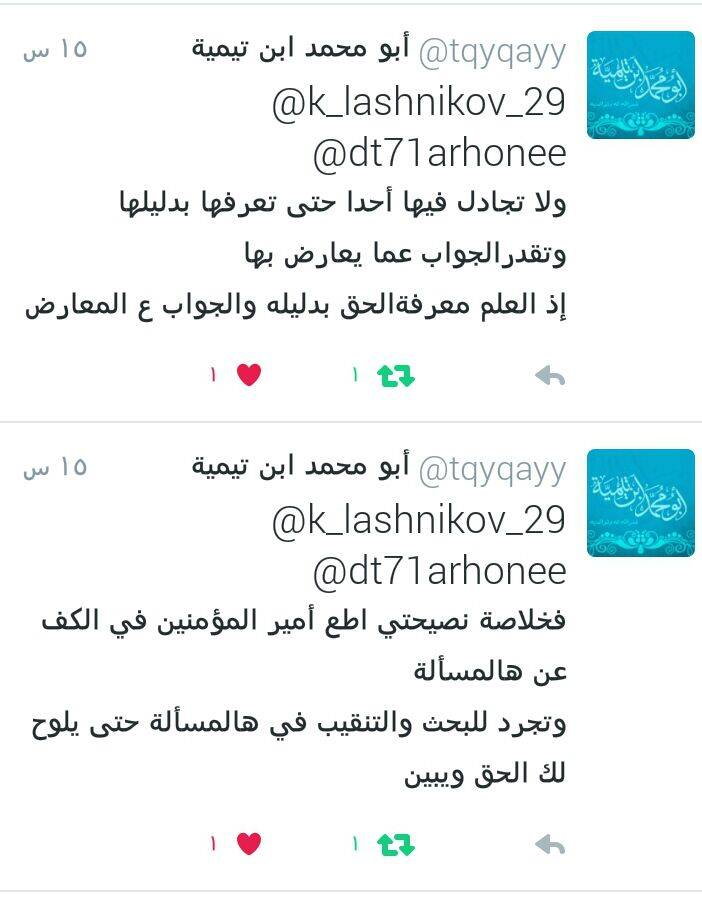 أبو محمد ابن تيمية @tqyqayy ١٥ س
@k_lashnikov_29
@dt71arhonee
ولا تجادل فيها أحدا حتى تعرفها بدليلها
وتقدرالجواب عما يعارض بها
إذ العلم معرفةالحق بدليله والجواب ع المعارض
١ ١
أبو محمد ابن تيمية @tqyqayy ١٥ س
@k_lashnikov_29
@dt71arhonee
فخلاصة نصيحتي اطع أمير المؤمنين في الكف
عن هالمسألة
وتجرد للبحث والتنقيب في هالمسألة حتى يلوح
لك الحق ويبين
١ ١